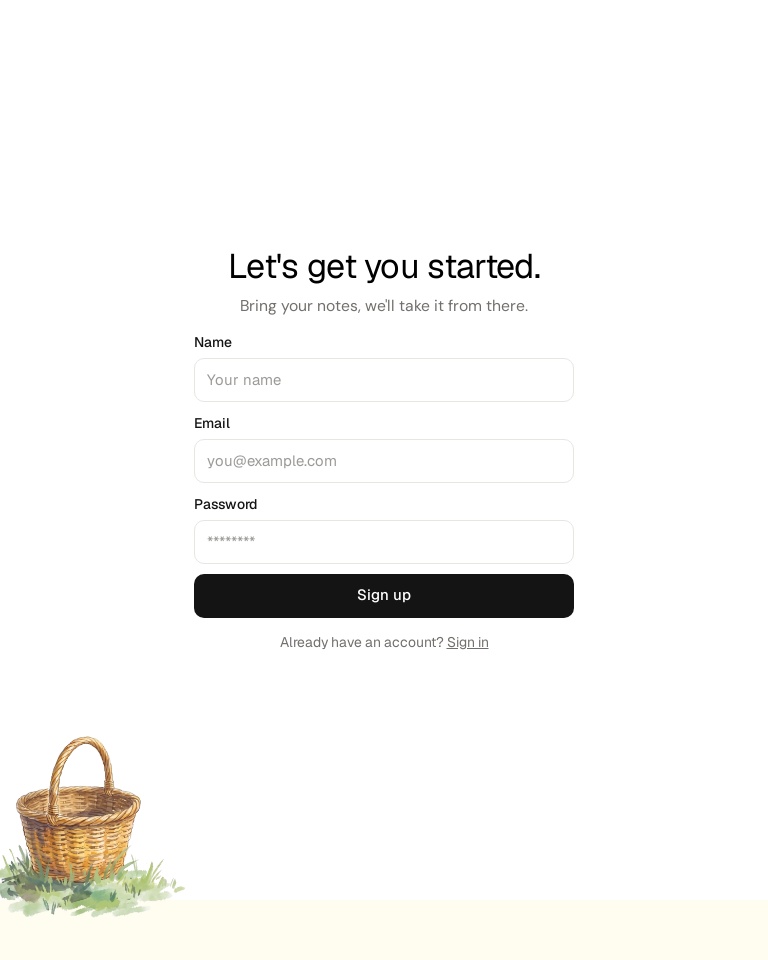 Let's get you started.
Bring your notes, we'll take it from there.
Name
Your name
Email
you@example.com
Password
********
Sign up
Already have an account? Sign in